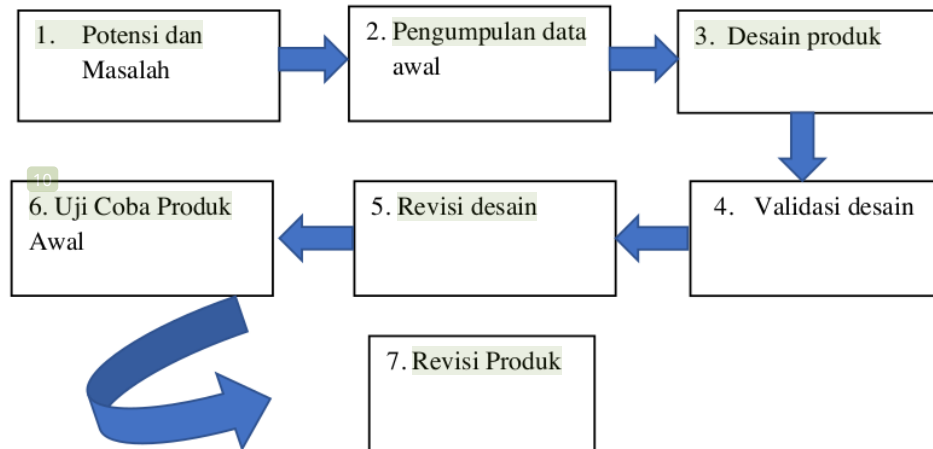 1. Potensi dan
Masalah
2. Pengumpulan data
awal
3. Desain produk
10
6. Uji Coba Produk
Awal
5. Revisi desain
4. Validasi desain
7. Revisi Produk